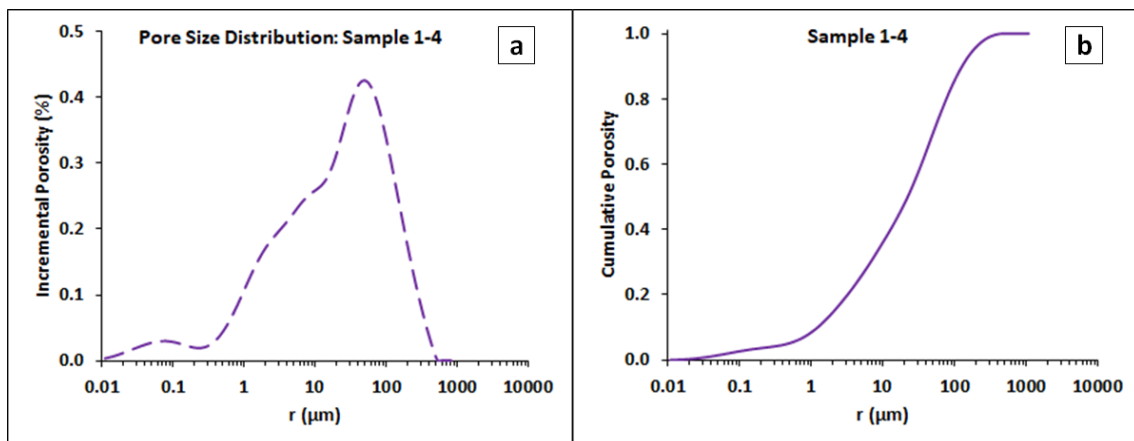 Pore Size Distribution: Sample 1-4
a
Incremental Porosity (%)
0.5
0.4
0.3
0.2
0.1
0.0
0.01 0.1 1 10 100 1000 10000
r (µm)
Sample 1-4
b
Cumulative Porosity
1.0
0.8
0.6
0.4
0.2
0.0
0.01 0.1 1 10 100 1000 10000
r (µm)